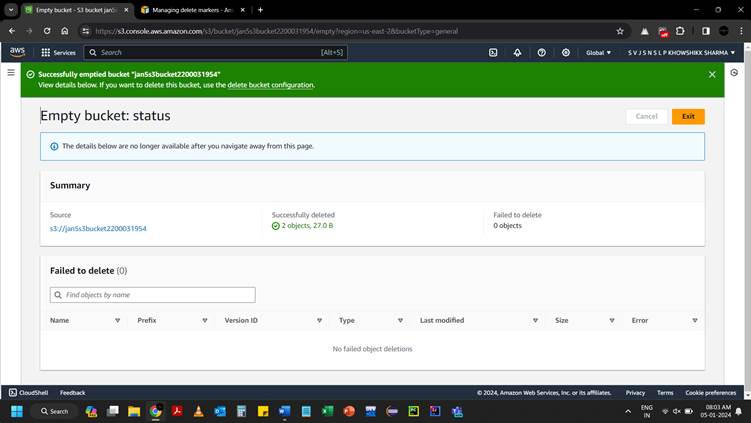 Empty bucket - S3 bucket jan5s
Managing delete markers - Ama
https://s3.console.aws.amazon.com/s3/bucket/jan5s3bucket2200031954/empty?region=us-east-2&bucketType=general
off
aws
Services
Search
[Alt+S]
Global
S V J S N S L P KHOWSHIKK SHARMA
Successfully emptied bucket "jan5s3bucket2200031954"
View details below. If you want to delete this bucket, use the delete bucket configuration.
Empty bucket: status
Cancel
Exit
The details below are no longer available after you navigate away from this page.
Summary
Source
s3://jan5s3bucket2200031954
Successfully deleted
2 objects, 27.0 B
Failed to delete
0 objects
Failed to delete (0)
Find objects by name
Name
Prefix
Version ID
Type
Last modified
Size
Error
No failed object deletions
CloudShell
Feedback
© 2024, Amazon Web Services, Inc. or its affiliates.
Privacy
Terms
Cookie preferences
Search
ENG
IN
08:03 AM
05-01-2024